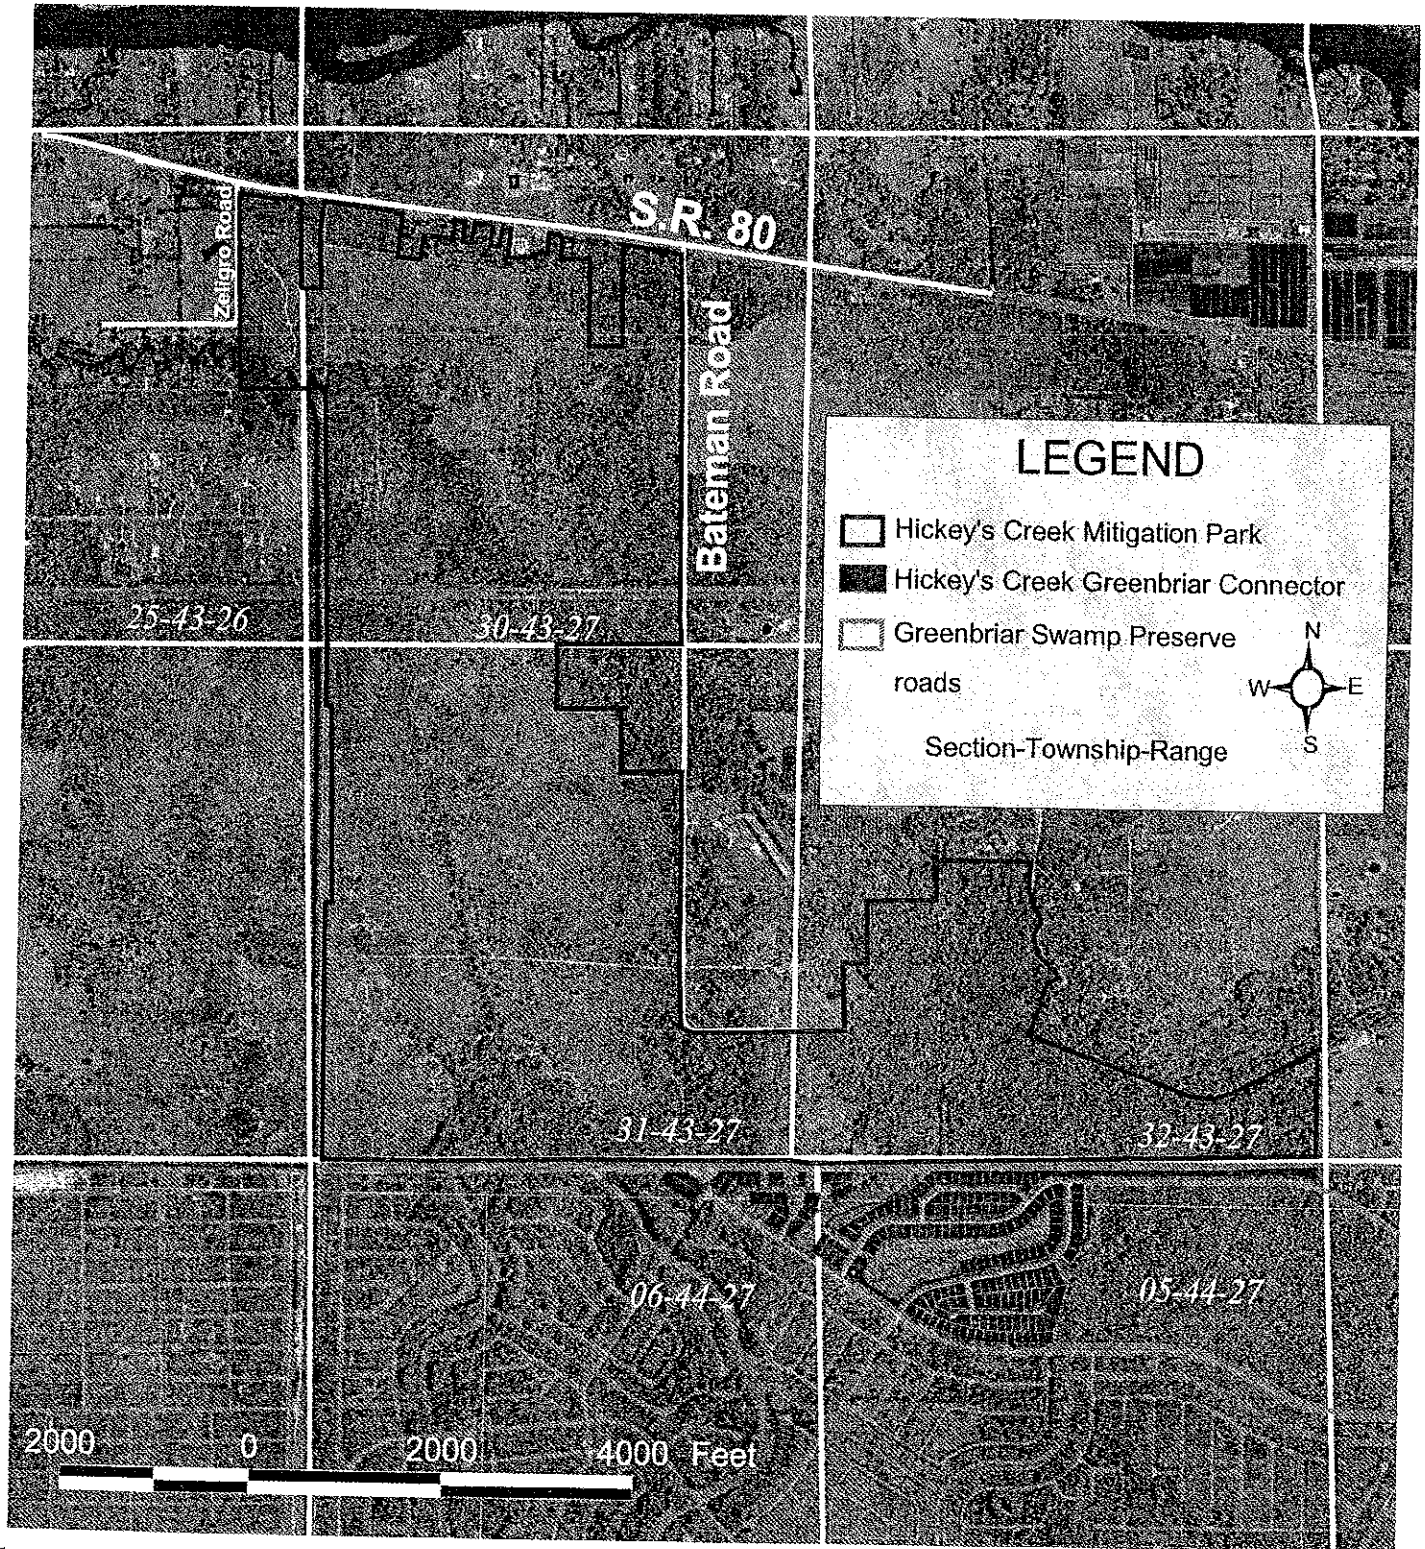 S.R. 80
Zeligro Road
Bateman Road
LEGEND
Hickey's Creek Mitigation Park
Hickey's Creek Greenbriar Connector
Greenbriar Swamp Preserve
roads
N
W E
S
Section-Township-Range
25-43-26
30-43-27
31-43-27
32-43-27
06-44-27
05-44-27
2000 0 2000 4000 Feet